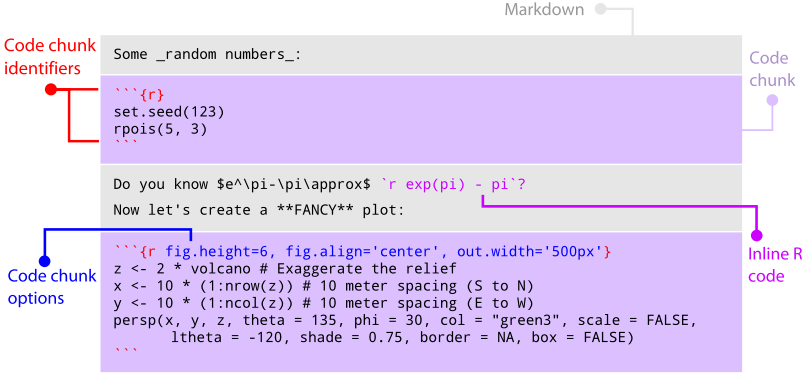 Markdown
Code chunk
identifiers
Some _random numbers_:
Code
chunk
```{r}
set.seed(123)
rpois(5, 3)
```
Do you know $e^\pi-\pi\approx$ `r exp(pi) - pi`?
Now let's create a **FANCY** plot:
Inline R
code
Code chunk
options
```{r fig.height=6, fig.align='center', out.width='500px'}
z <- 2 * volcano # Exaggerate the relief
x <- 10 * (1:nrow(z)) # 10 meter spacing (S to N)
y <- 10 * (1:ncol(z)) # 10 meter spacing (E to W)
persp(x, y, z, theta = 135, phi = 30, col = "green3", scale = FALSE,
ltheta = -120, shade = 0.75, border = NA, box = FALSE)
```